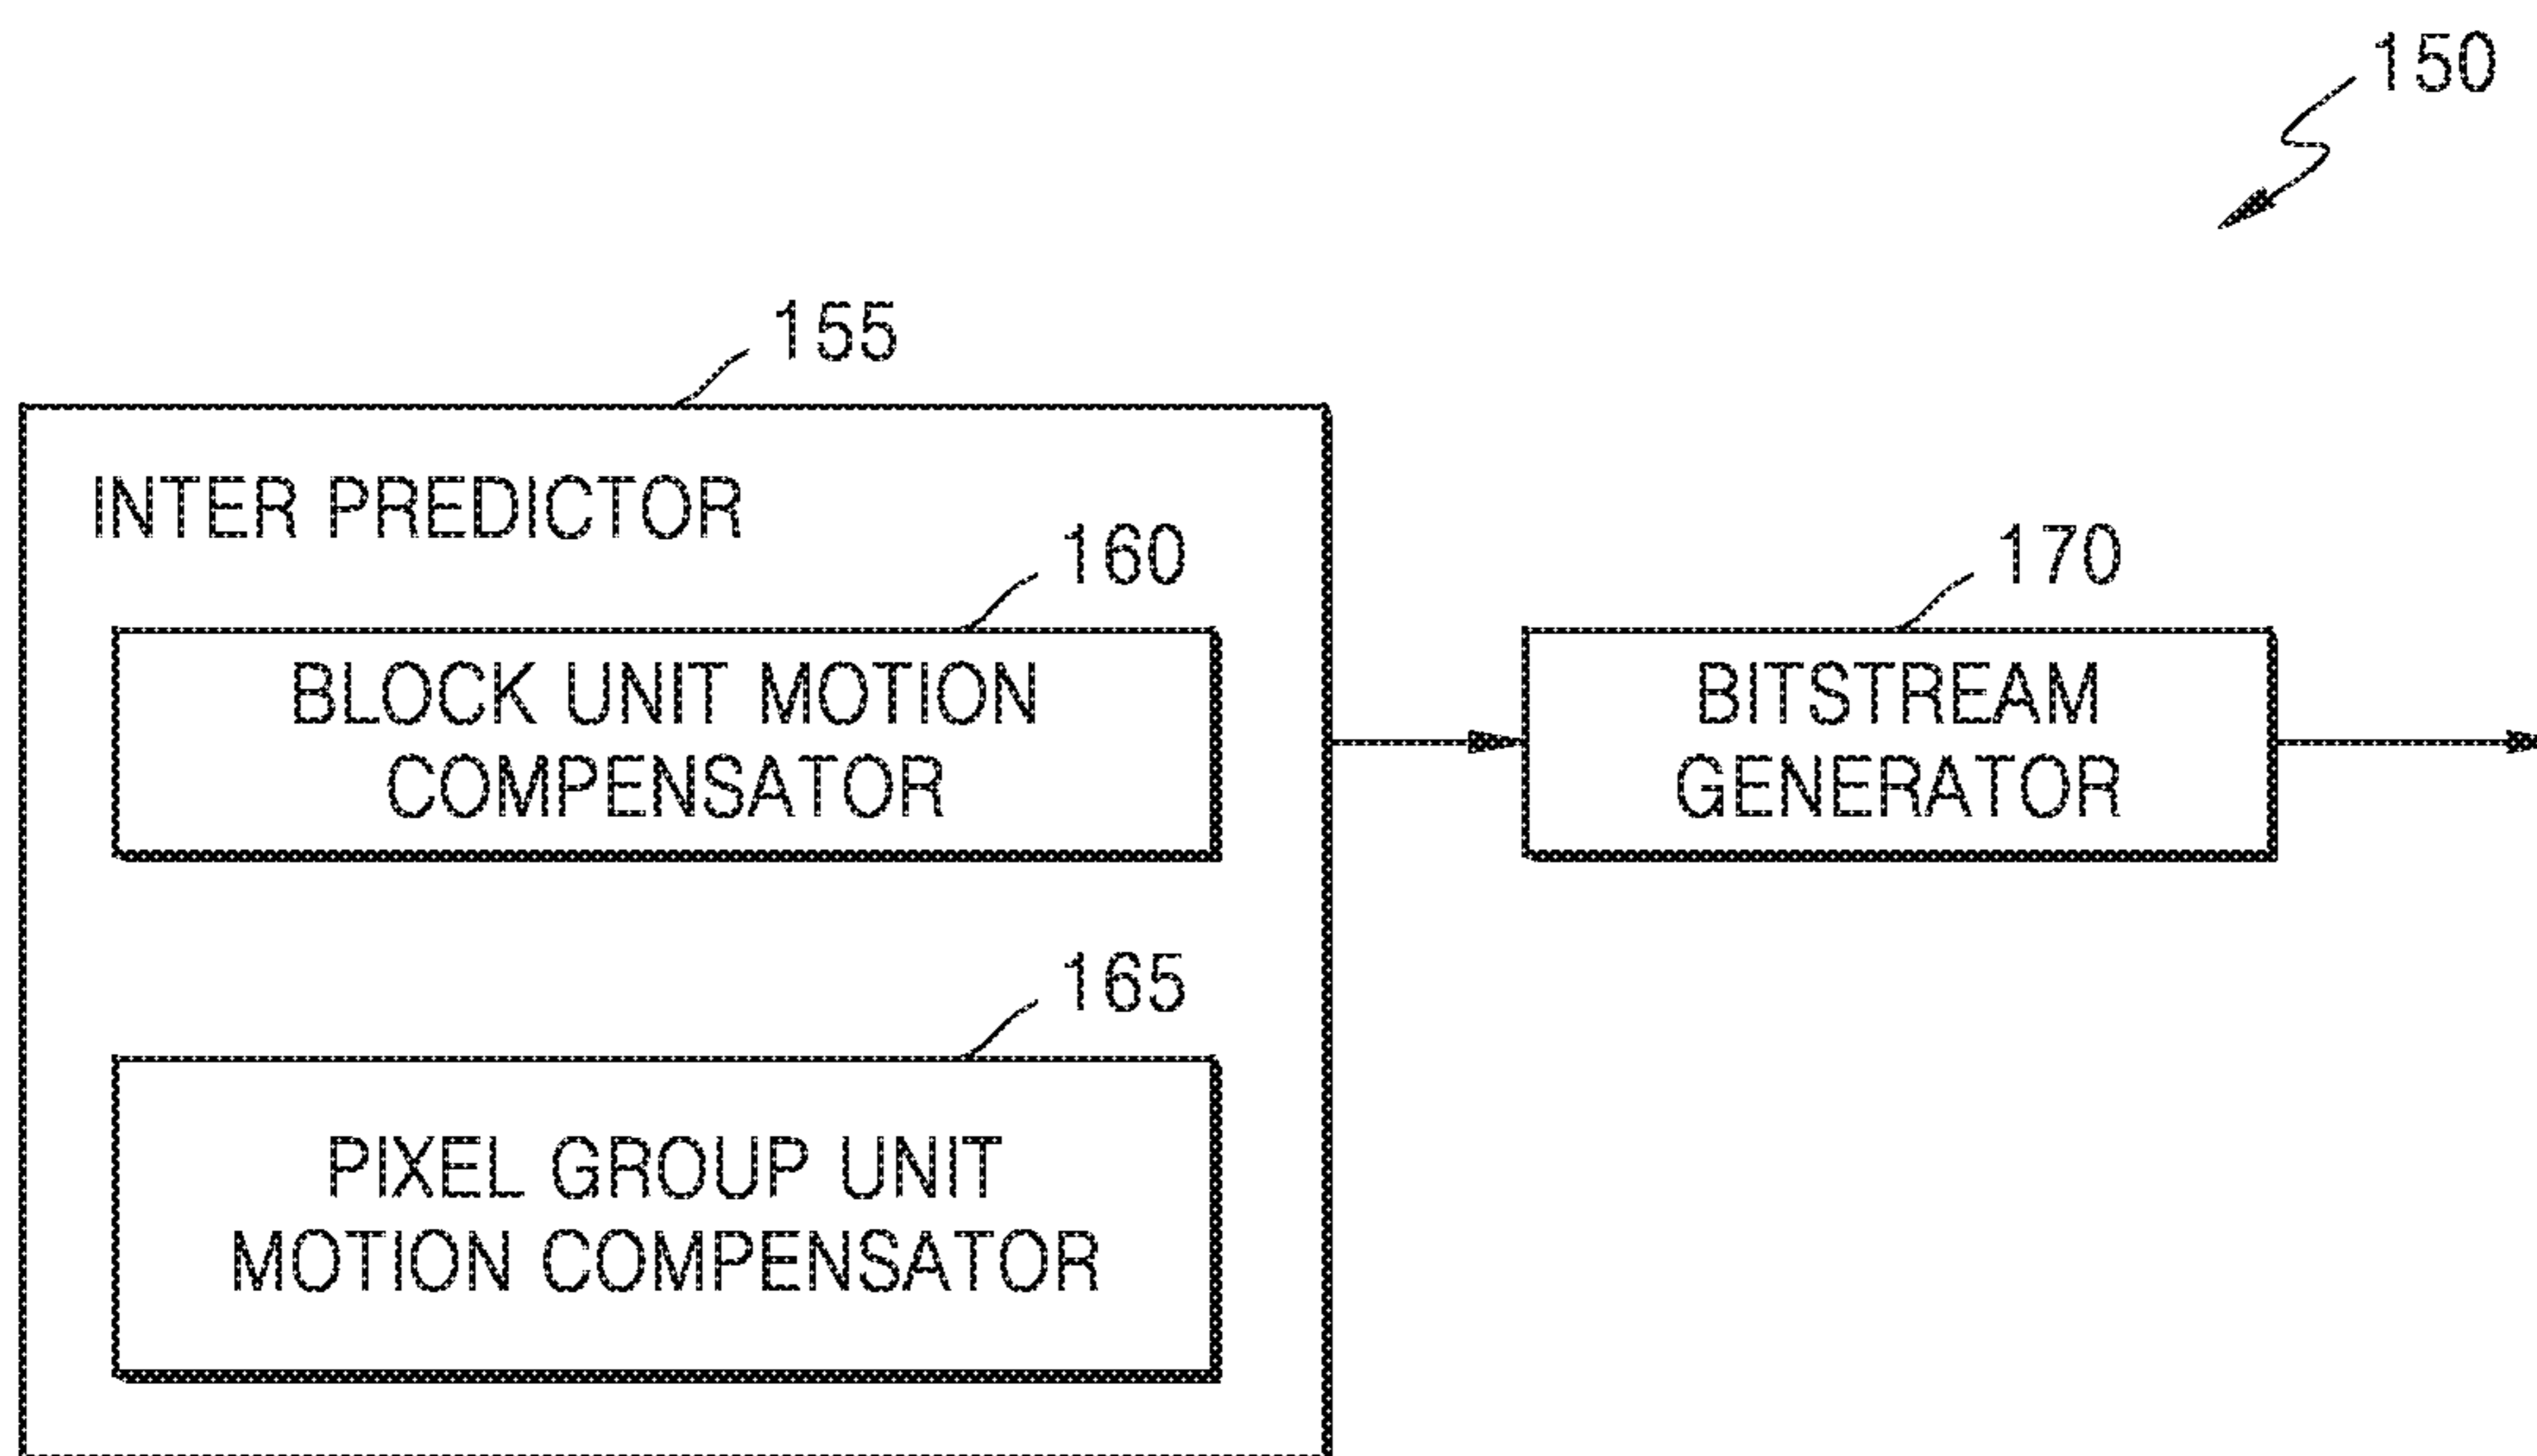 150
155
INTER PREDICTOR
160
BLOCK UNIT MOTION
COMPENSATOR
165
PIXEL GROUP UNIT
MOTION COMPENSATOR
170
BITSTREAM
GENERATOR